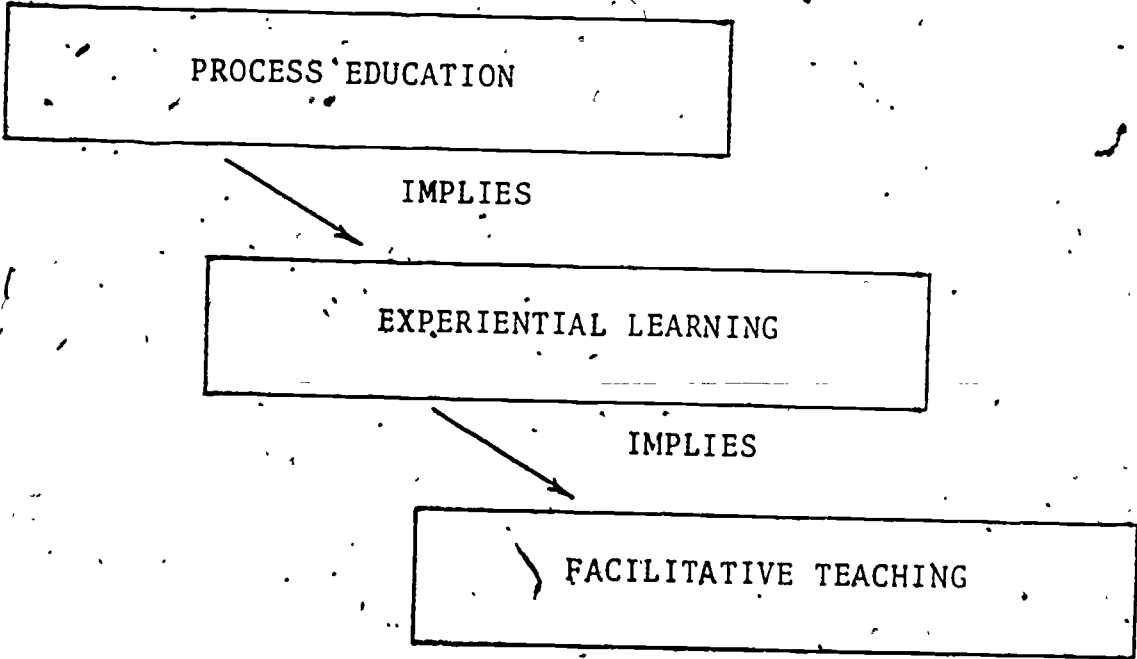 PROCESS EDUCATION
IMPLIES
EXPERIENTIAL LEARNING
IMPLIES
FACILITATIVE TEACHING